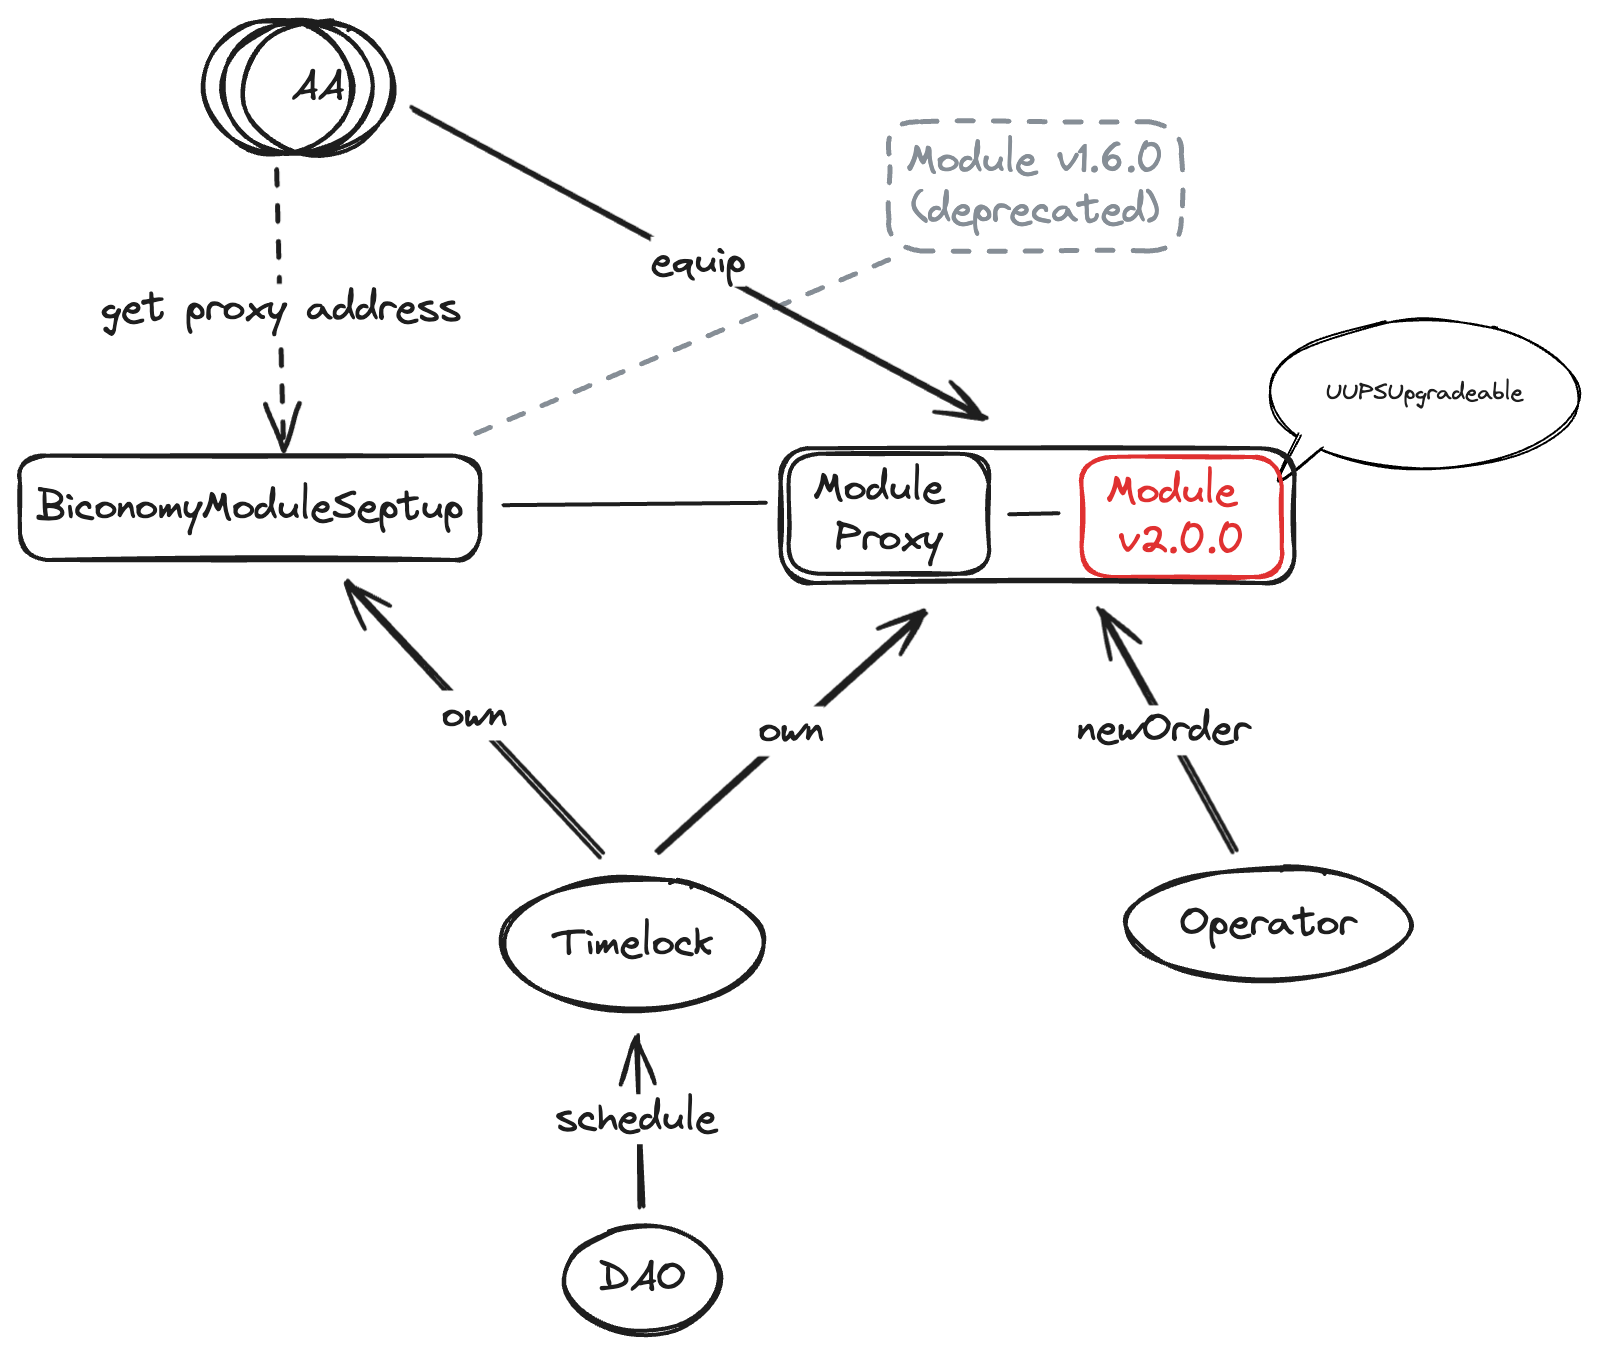 AA
Module v1.6.0
(deprecated)
equip
get proxy address
UUPSUpgradeable
BiconomyModuleSeptup
Module
Proxy
Module
v2.0.0
own
own
newOrder
Timelock
Operator
schedule
DAO